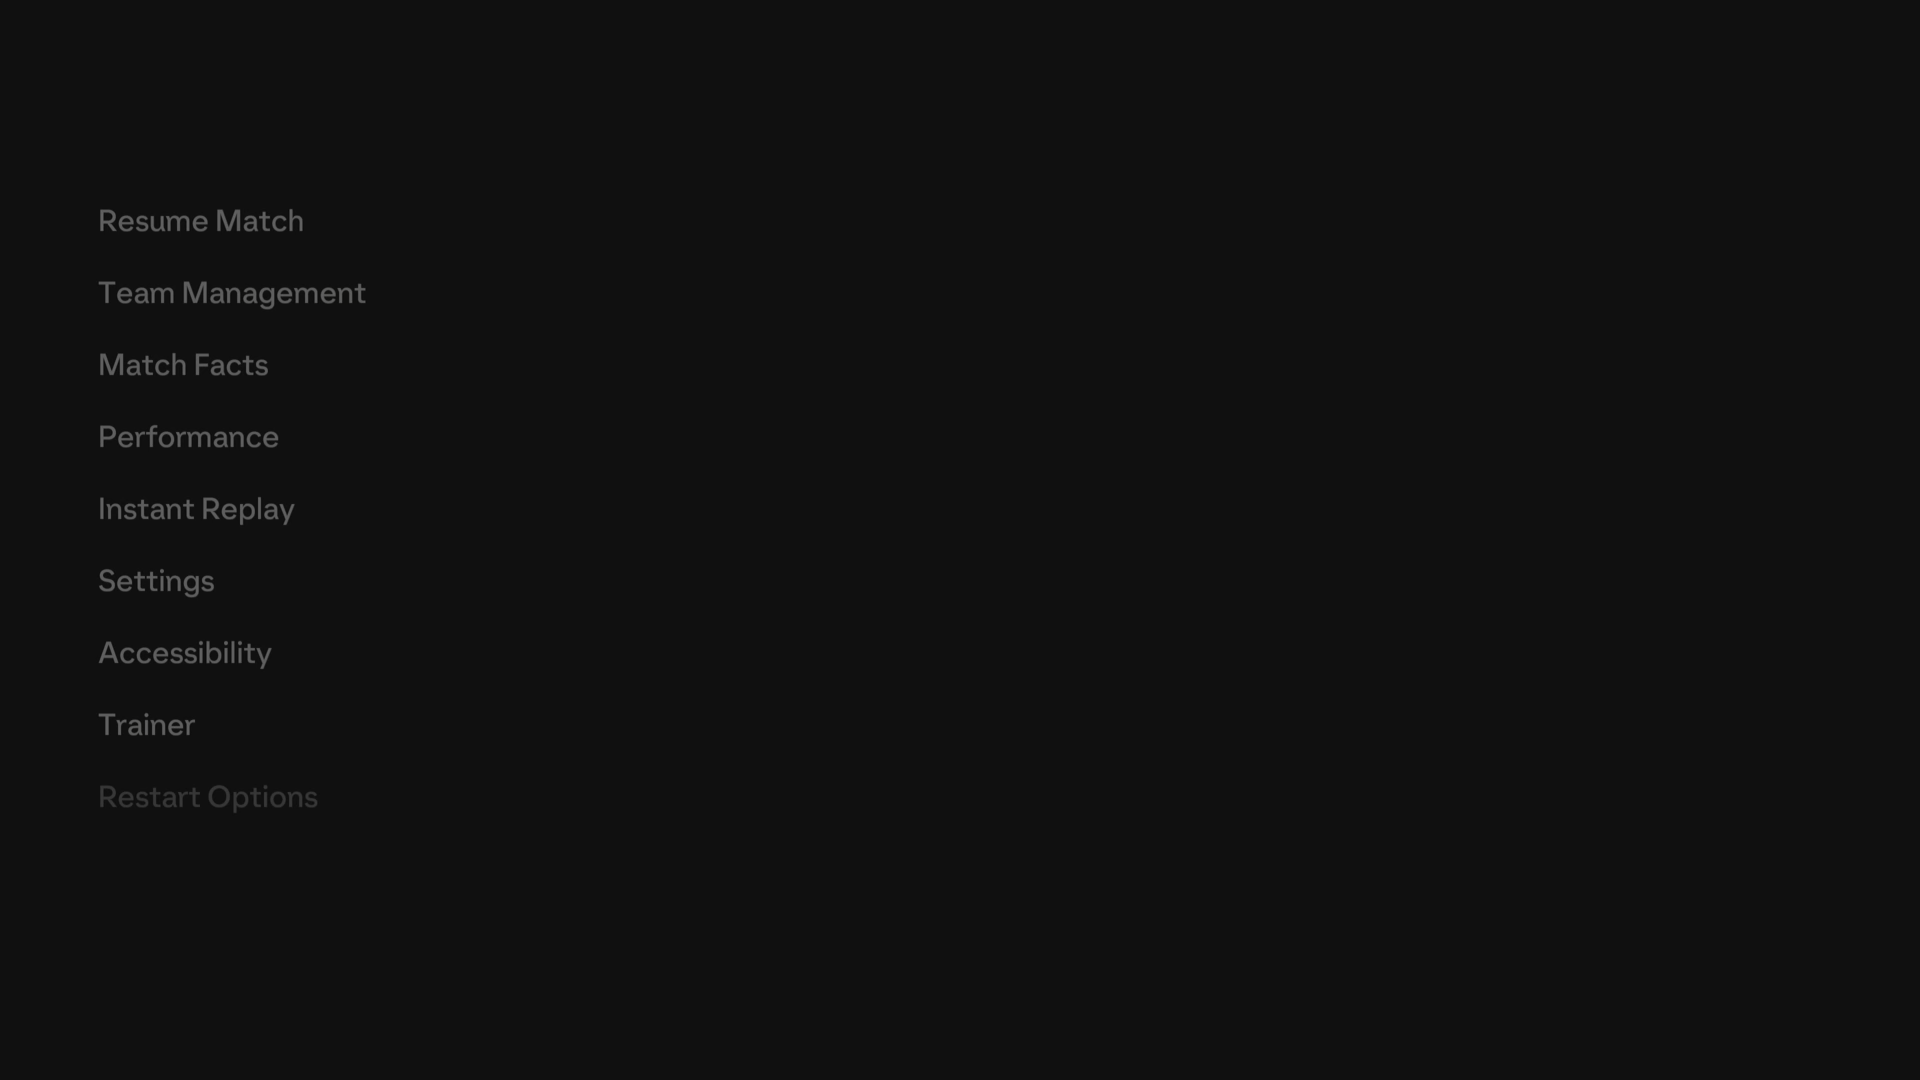 Resume Match
Team Management
Match Facts
Performance
Instant Replay
Settings
Accessibility
Trainer
Restart Options